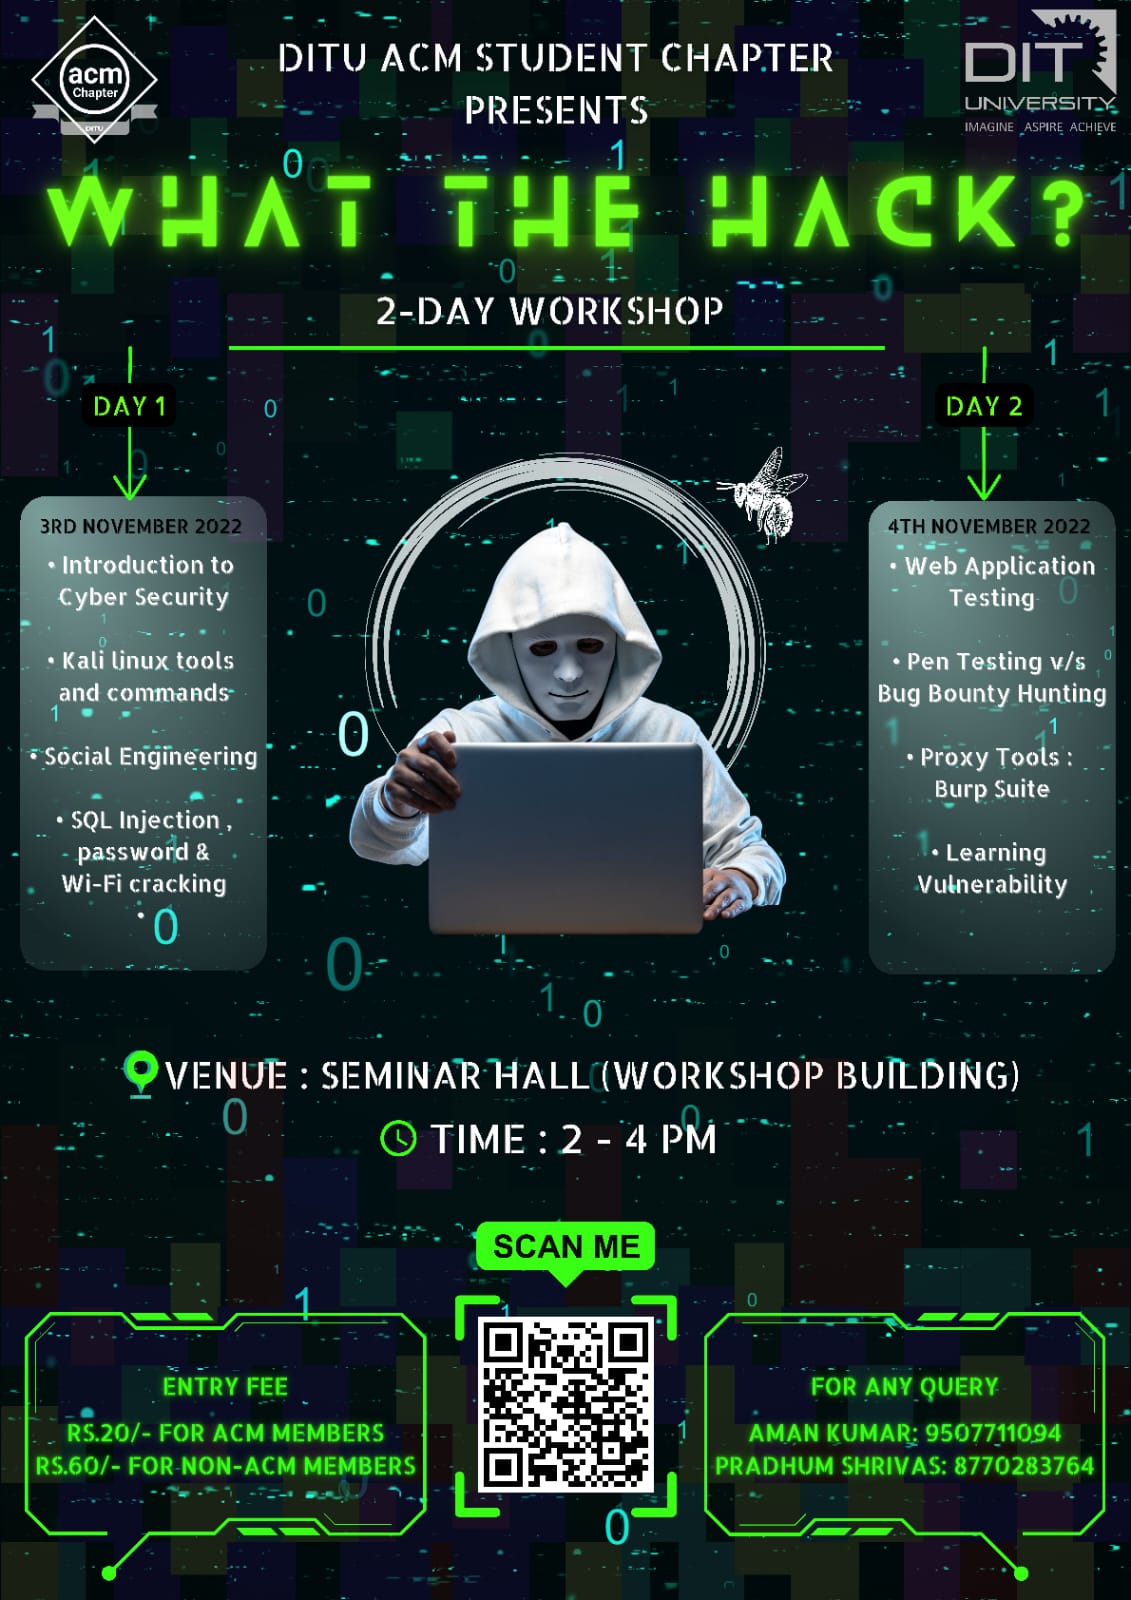 acm
Chapter
DITU
DITU ACM STUDENT CHAPTER
PRESENTS
DIT
UNIVERSITY
IMAGINE ASPIRE ACHIEVE
WHAT THE HACK?
2-DAY WORKSHOP
DAY 1
3RD NOVEMBER 2022
• Introduction to
Cyber Security
• Kali linux tools
and commands
• Social Engineering
• SQL Injection ,
password &
Wi-Fi cracking
•
DAY 2
4TH NOVEMBER 2022
• Web Application
Testing
• Pen Testing v/s
Bug Bounty Hunting
• Proxy Tools :
Burp Suite
• Learning
Vulnerability
VENUE : SEMINAR HALL (WORKSHOP BUILDING)
TIME : 2 - 4 PM
SCAN ME
ENTRY FEE
RS.20/- FOR ACM MEMBERS
RS.60/- FOR NON-ACM MEMBERS
FOR ANY QUERY
AMAN KUMAR: 9507711094
PRADHUM SHRIVAS: 8770283764